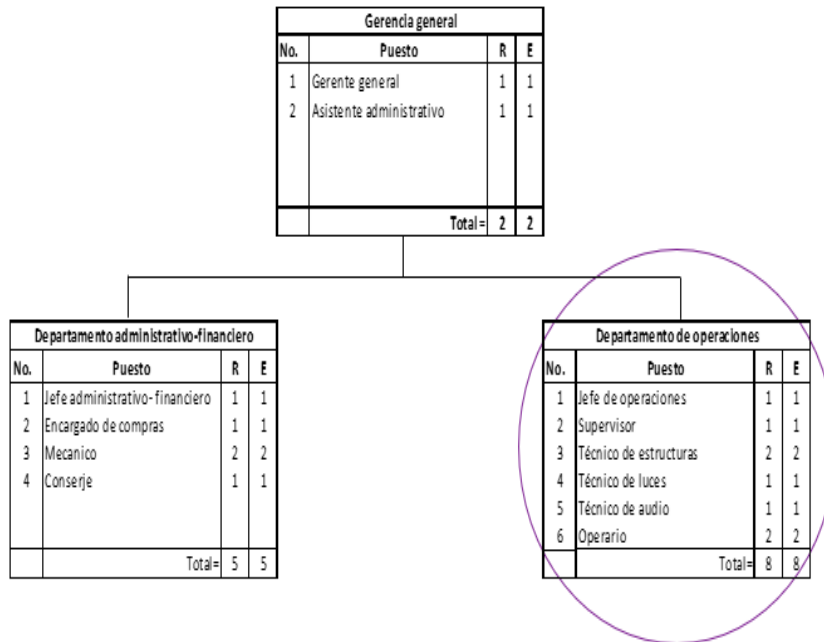 Gerencia general
No. Puesto R E
1 Gerente general 1 1
2 Asistente administrativo 1 1
Total= 2 2
Departamento administrativo-financiero
No. Puesto R E
1 Jefe administrativo-financiero 1 1
2 Encargado de compras 1 1
3 Mecanico 2 2
4 Conserje 1 1
Total= 5 5
Departamento de operaciones
No. Puesto R E
1 Jefe de operaciones 1 1
2 Supervisor 1 1
3 Técnico de estructuras 2 2
4 Técnico de luces 1 1
5 Técnico de audio 1 1
6 Operario 2 2
Total= 8 8